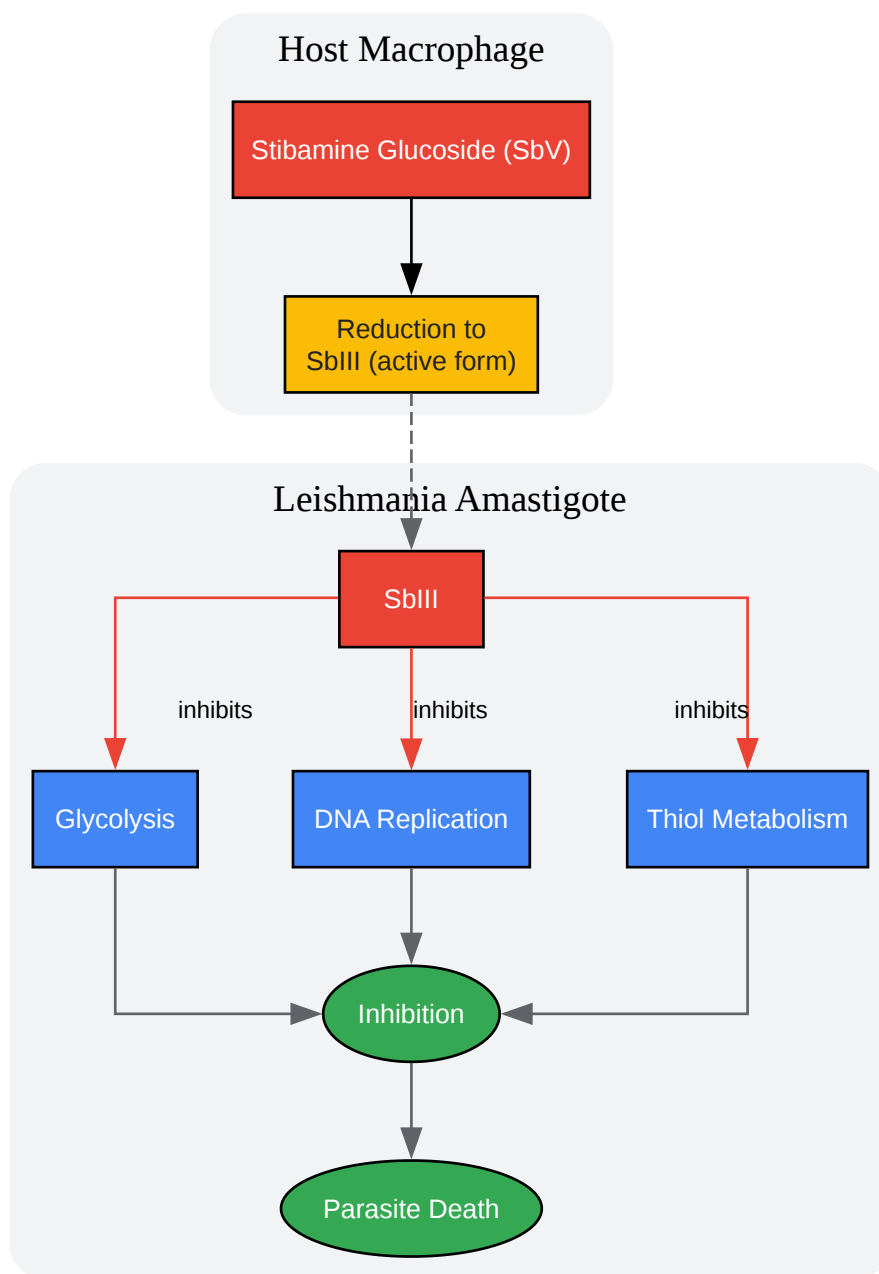 Host Macrophage
Stibamine Glucoside (SbV)
Reduction to
SbIII (active form)
Leishmania Amastigote
SbIII
inhibits
inhibits
inhibits
Glycolysis
DNA Replication
Thiol Metabolism
Inhibition
Parasite Death